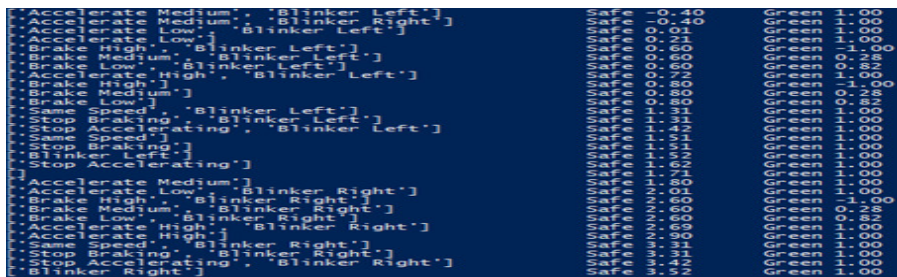 ['Accelerate Medium', 'Blinker Left'] Safe -0.40 Green 1.00
['Accelerate Medium', 'Blinker Right'] Safe -0.40 Green 1.00
['Accelerate Low', 'Blinker Left'] Safe 0.01 Green 1.00
['Accelerate Low'] Safe 0.21 Green 1.00
['Brake High', 'Blinker Left'] Safe 0.60 Green -1.00
['Brake Medium', 'Blinker Left'] Safe 0.60 Green 0.28
['Brake Low', 'Blinker Left'] Safe 0.60 Green 0.82
['Accelerate High', 'Blinker Left'] Safe 0.72 Green 1.00
['Brake High'] Safe 0.80 Green -1.00
['Brake Medium'] Safe 0.80 Green 0.28
['Brake Low'] Safe 0.80 Green 0.82
['Same Speed', 'Blinker Left'] Safe 1.31 Green 1.00
['Stop Braking', 'Blinker Left'] Safe 1.31 Green 1.00
['Stop Accelerating', 'Blinker Left'] Safe 1.42 Green 1.00
['Same Speed'] Safe 1.51 Green 1.00
['Stop Braking'] Safe 1.51 Green 1.00
['Blinker Left'] Safe 1.52 Green 1.00
['Stop Accelerating'] Safe 1.62 Green 1.00
[] Safe 1.71 Green 1.00
['Accelerate Medium'] Safe 1.80 Green 1.00
['Accelerate Low', 'Blinker Right'] Safe 2.01 Green 1.00
['Brake High', 'Blinker Right'] Safe 2.60 Green -1.00
['Brake Medium', 'Blinker Right'] Safe 2.60 Green 0.28
['Brake Low', 'Blinker Right'] Safe 2.60 Green 0.82
['Accelerate High', 'Blinker Right'] Safe 2.69 Green 1.00
['Accelerate High'] Safe 2.90 Green 1.00
['Same Speed', 'Blinker Right'] Safe 3.31 Green 1.00
['Stop Braking', 'Blinker Right'] Safe 3.31 Green 1.00
['Stop Accelerating', 'Blinker Right'] Safe 3.42 Green 1.00
['Blinker Right'] Safe 3.52 Green 1.00